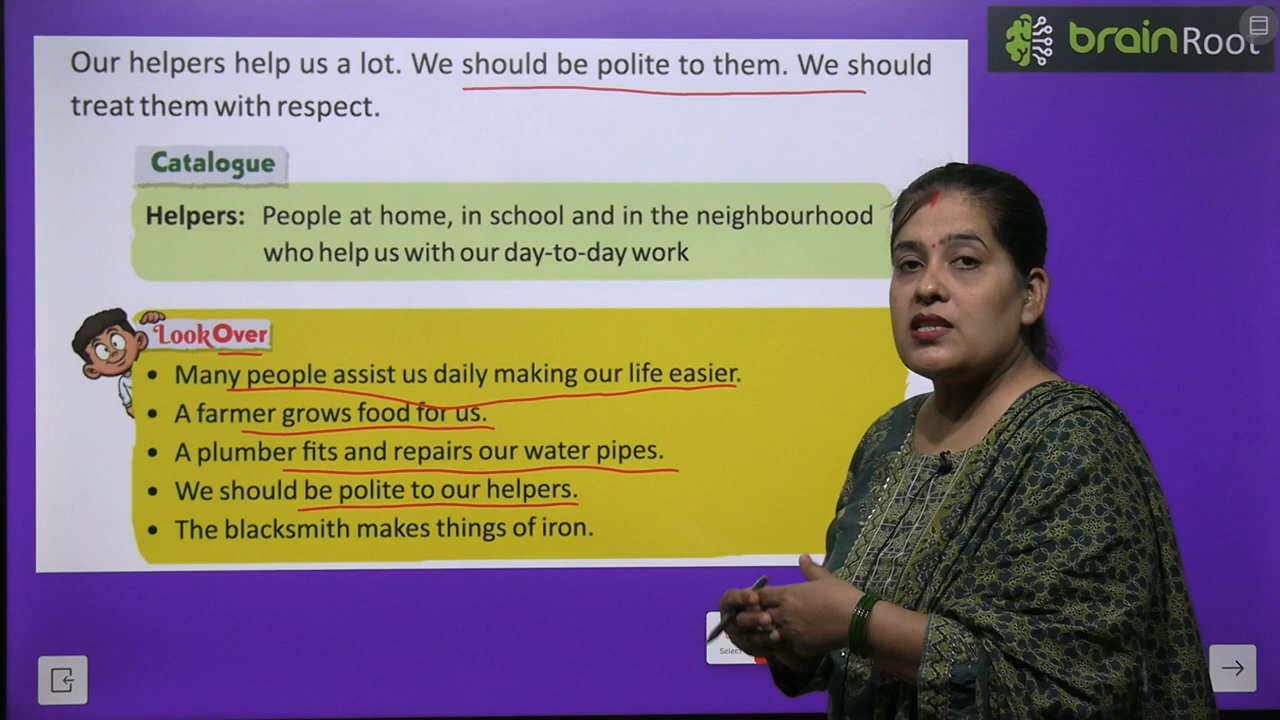 brainRoot
Our helpers help us a lot. We should be polite to them. We should
treat them with respect.
Catalogue
Helpers: People at home, in school and in the neighbourhood
who help us with our day-to-day work
LookOver
• Many people assist us daily making our life easier.
• A farmer grows food for us.
• A plumber fits and repairs our water pipes.
• We should be polite to our helpers.
• The blacksmith makes things of iron.
Select